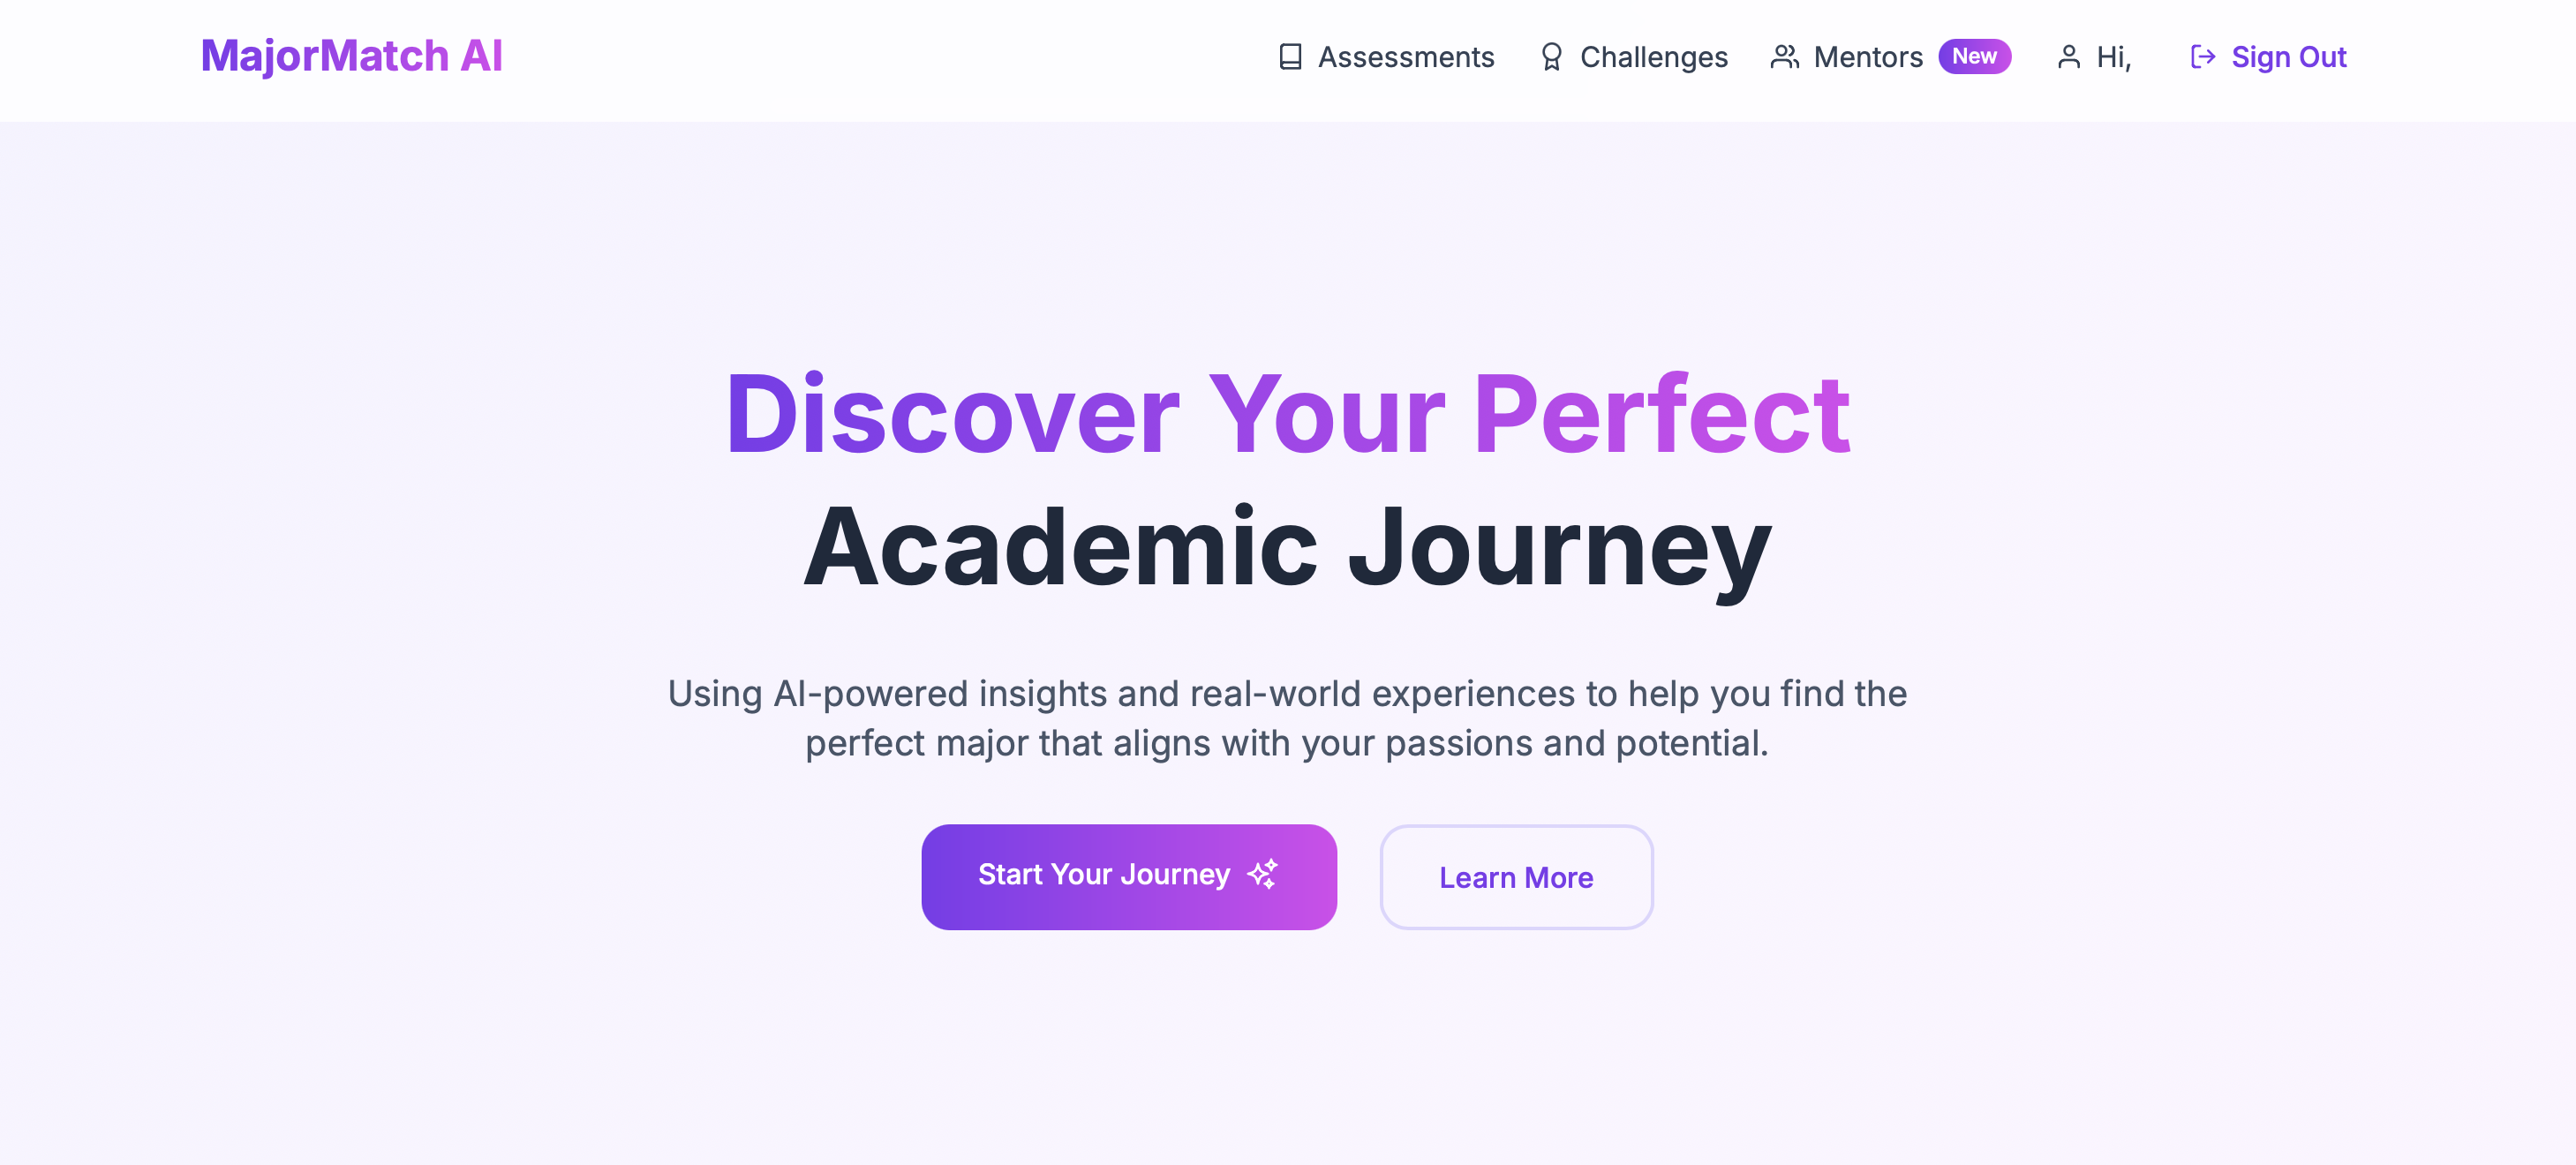 MajorMatch AI
Assessments
Challenges
Mentors New
Hi,
Sign Out
Discover Your Perfect
Academic Journey
Using AI-powered insights and real-world experiences to help you find the
perfect major that aligns with your passions and potential.
Start Your Journey
Learn More